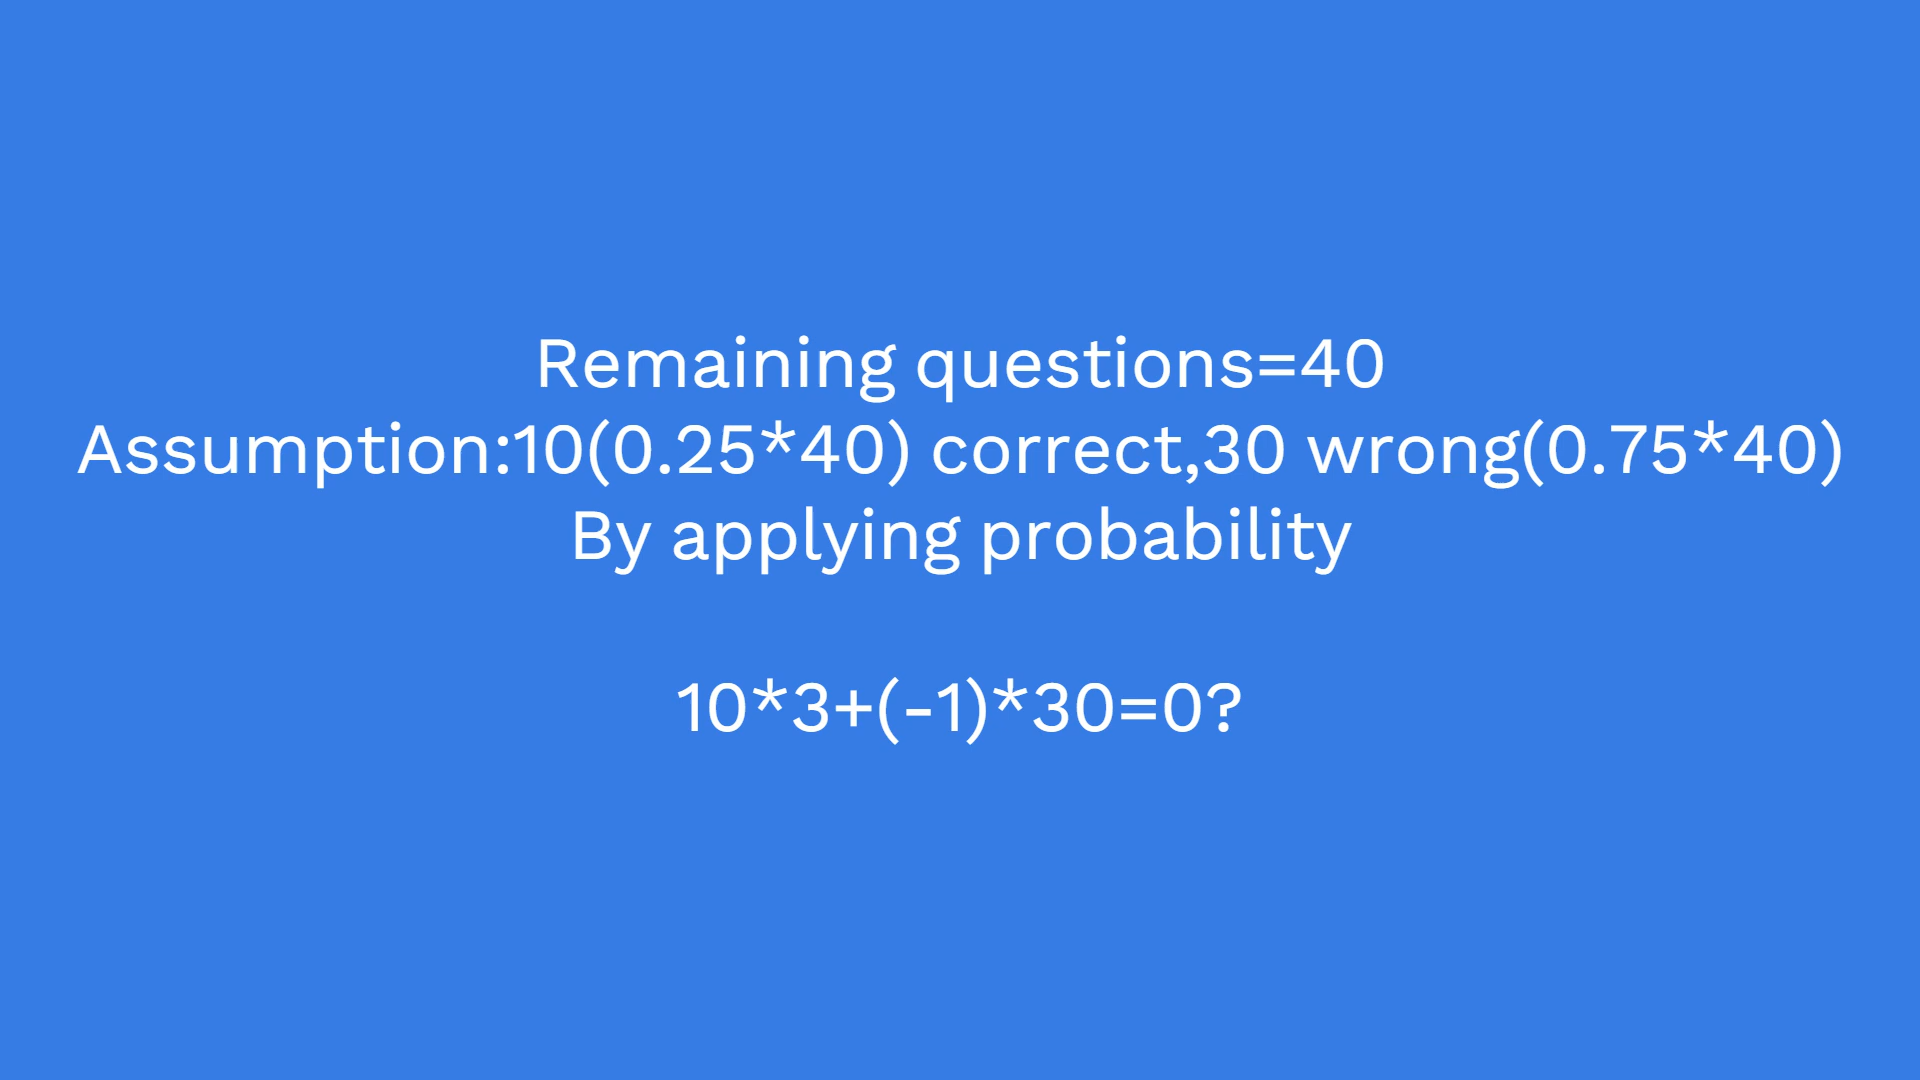 Remaining questions=40
Assumption:10(0.25*40) correct,30 wrong(0.75*40)
By applying probability
10*3+(-1)*30=0?